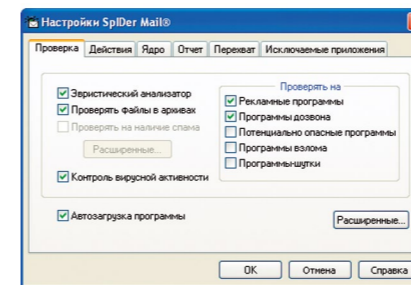 Настройки SpIDer Mail®
Проверка Действия Ядро Отчет Перехват Исключаемые приложения
Эвристический анализатор
Проверять файлы в архивах
Проверять на наличие спама
Расширенные...
Контроль вирусной активности
Проверять на
Рекламные программы
Программы дозвона
Потенциально опасные программы
Программы взлома
Программы-шутки
Автозагрузка программы
Расширенные...
OK Отмена Справка